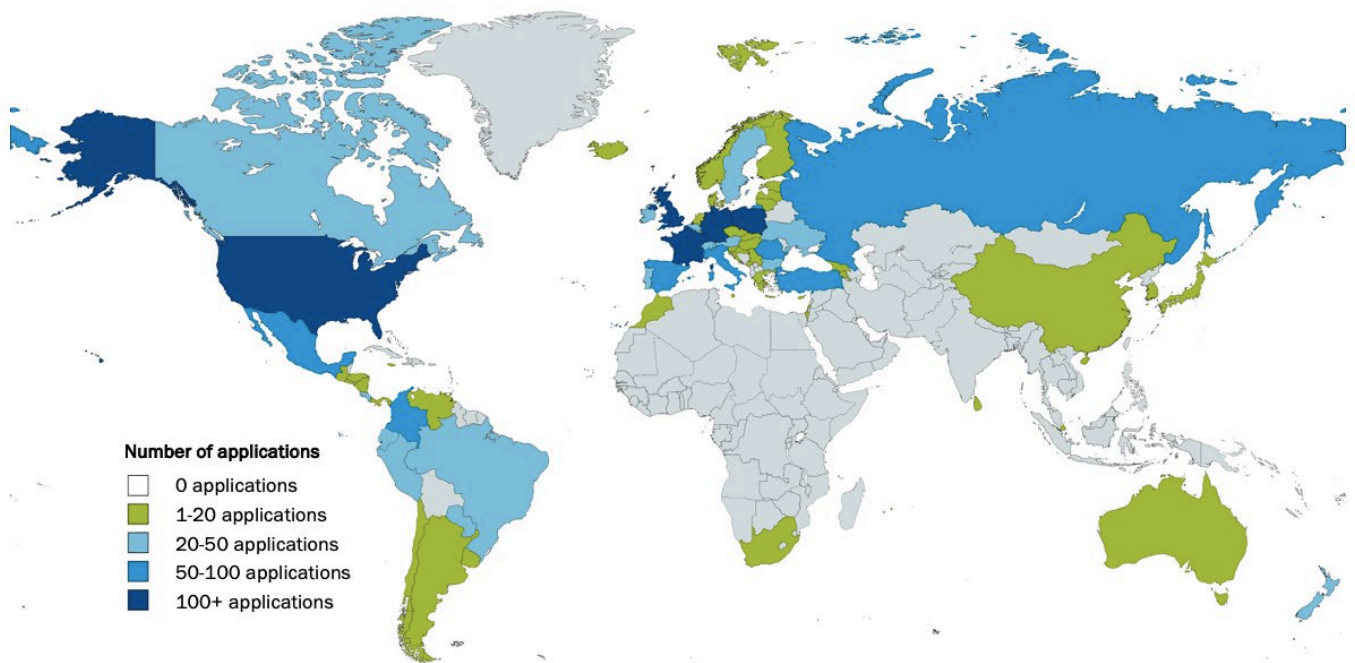 Number of applications
0 applications
1-20 applications
20-50 applications
50-100 applications
100+ applications